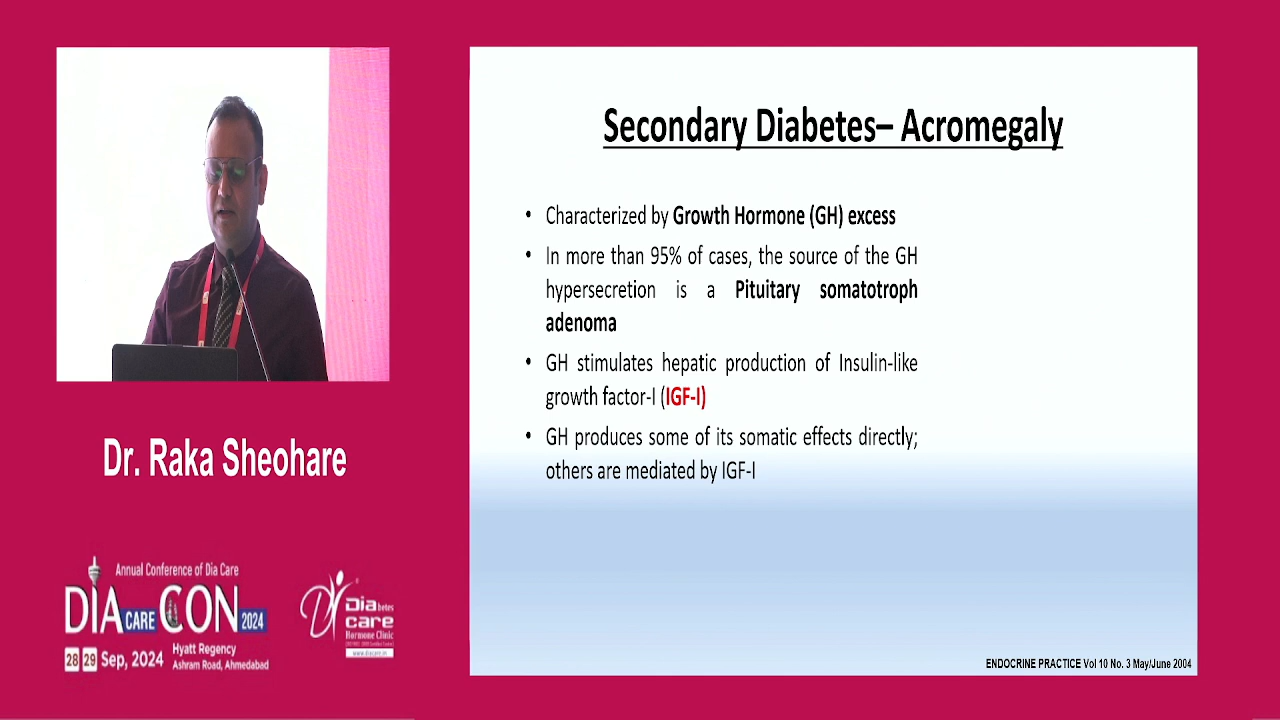 Secondary Diabetes– Acromegaly
• Characterized by Growth Hormone (GH) excess
• In more than 95% of cases, the source of the GH
hypersecretion is a Pituitary somatotroph
adenoma
• GH stimulates hepatic production of Insulin-like
growth factor-I (IGF-I)
• GH produces some of its somatic effects directly;
others are mediated by IGF-I
ENDOCRINE PRACTICE Vol 10 No. 3 May/June 2004
Dr. Raka Sheohare
Annual Conference of Dia Care
DIA CARE CON 2024
28 29 Sep, 2024
Hyatt Regency
Ashram Road, Ahmedabad
Diabetes
care
Hormone Clinic
www.diacare.in